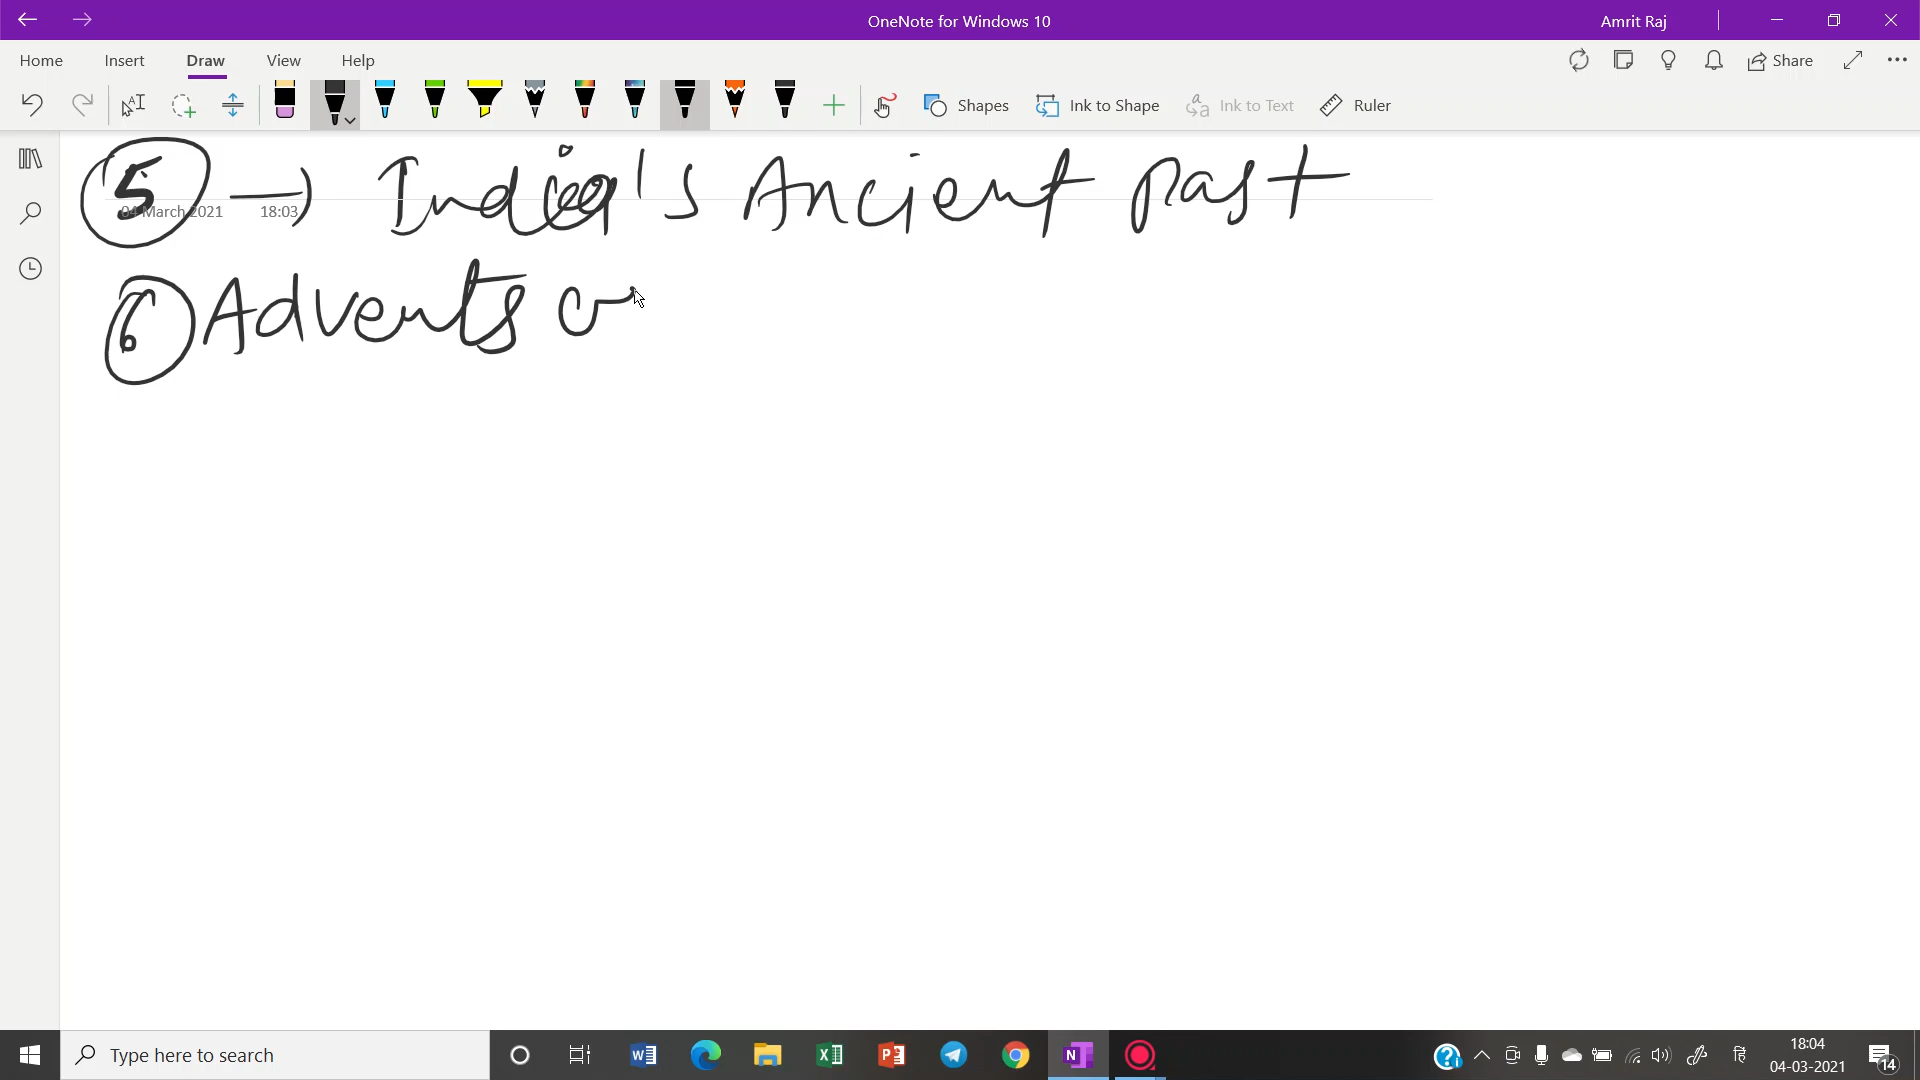 OneNote for Windows 10 Amrit Raj
Home Insert Draw View Help Share
Shapes Ink to Shape Ink to Text Ruler
5 → India's Ancient Past
04 March 2021 18:03
6 Advents
Type here to search
18:04
04-03-2021
हि
14